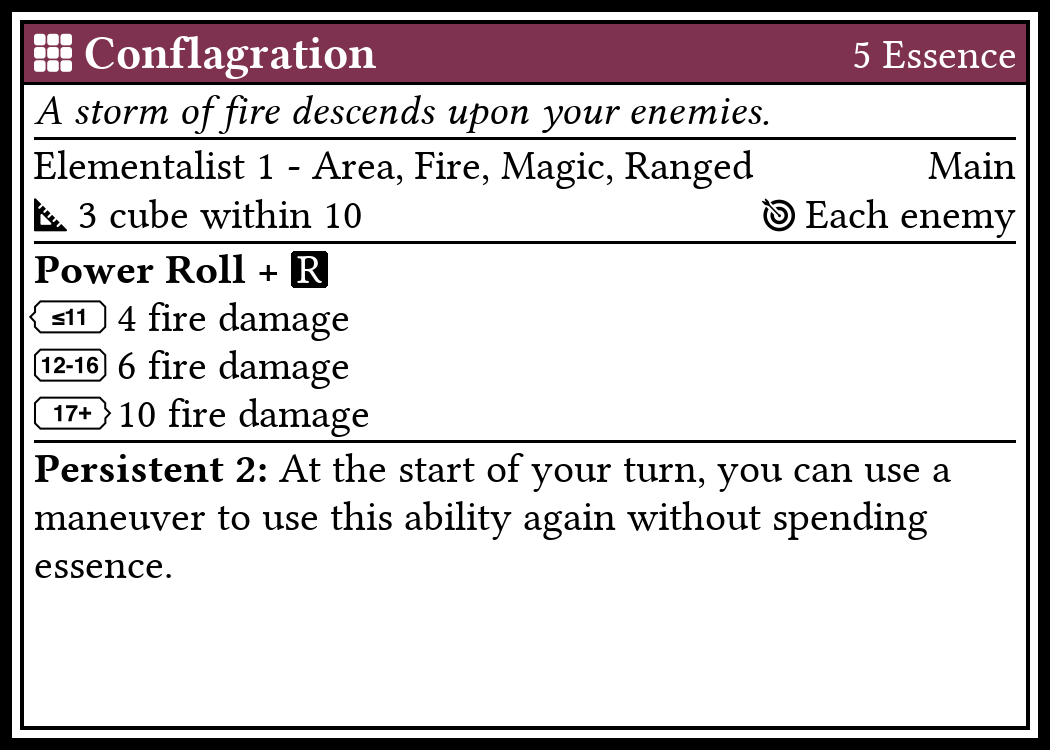 Conflagration 5 Essence
A storm of fire descends upon your enemies.
Elementalist 1 - Area, Fire, Magic, Ranged Main
3 cube within 10 Each enemy
Power Roll + R
≤11 4 fire damage
12-16 6 fire damage
17+ 10 fire damage
Persistent 2: At the start of your turn, you can use a
maneuver to use this ability again without spending
essence.